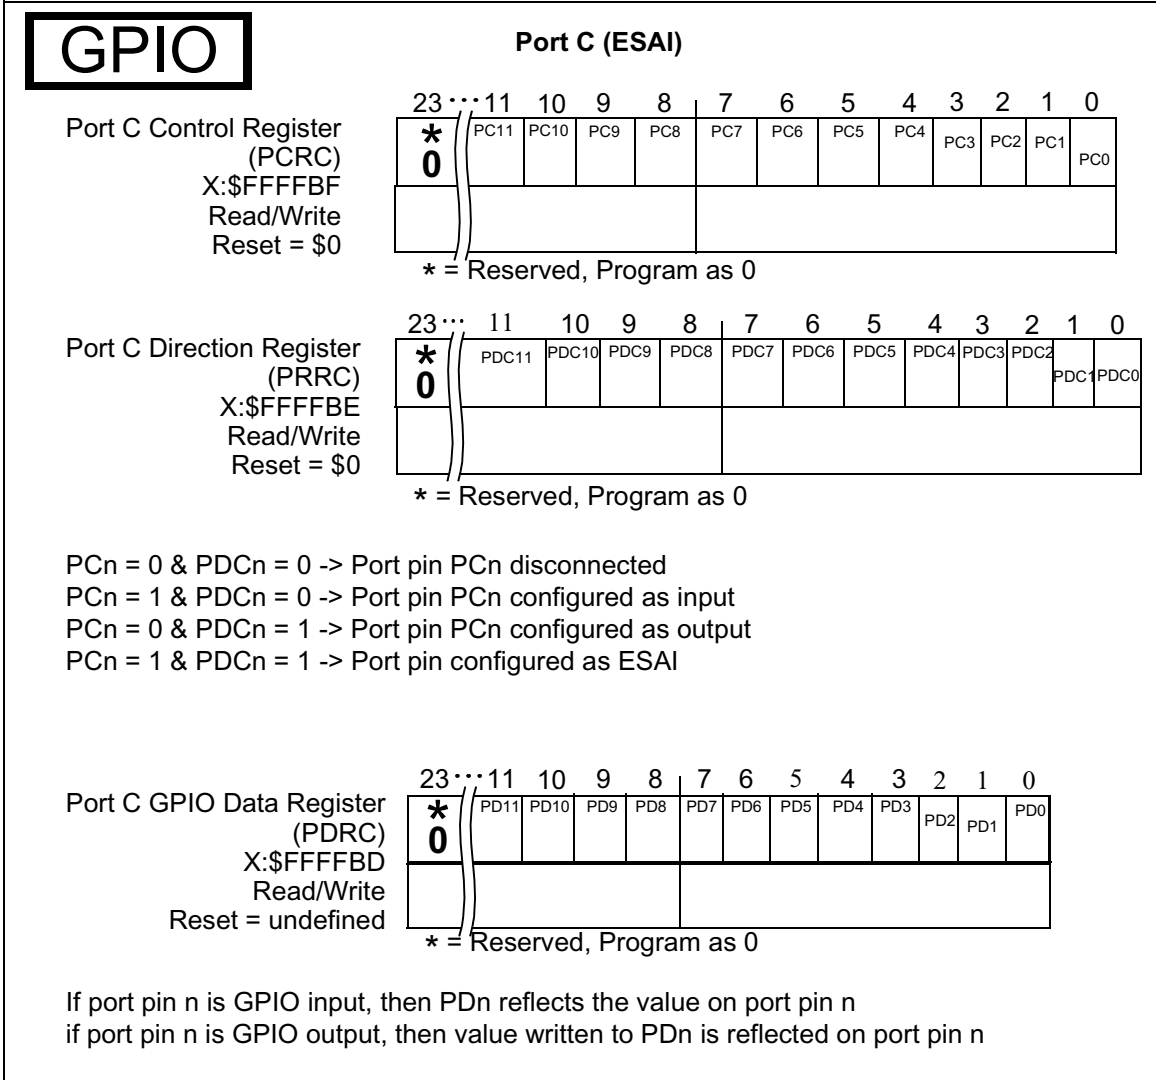 GPIO
Port C (ESAI)
23 ··· 11 10 9 8 7 6 5 4 3 2 1 0
Port C Control Register
(PCRC)
X:$FFFFBF
Read/Write
Reset = $0
* 0 PC11 PC10 PC9 PC8 PC7 PC6 PC5 PC4 PC3 PC2 PC1 PC0
* = Reserved, Program as 0
23 ··· 11 10 9 8 7 6 5 4 3 2 1 0
Port C Direction Register
(PRRC)
X:$FFFFBE
Read/Write
Reset = $0
* 0 PDC11 PDC10 PDC9 PDC8 PDC7 PDC6 PDC5 PDC4 PDC3 PDC2 PDC1 PDC0
* = Reserved, Program as 0
PCn = 0 & PDCn = 0 -> Port pin PCn disconnected
PCn = 1 & PDCn = 0 -> Port pin PCn configured as input
PCn = 0 & PDCn = 1 -> Port pin PCn configured as output
PCn = 1 & PDCn = 1 -> Port pin configured as ESAI
23 ··· 11 10 9 8 7 6 5 4 3 2 1 0
Port C GPIO Data Register
(PDRC)
X:$FFFFBD
Read/Write
Reset = undefined
* 0 PD11 PD10 PD9 PD8 PD7 PD6 PD5 PD4 PD3 PD2 PD1 PD0
* = Reserved, Program as 0
If port pin n is GPIO input, then PDn reflects the value on port pin n
if port pin n is GPIO output, then value written to PDn is reflected on port pin n